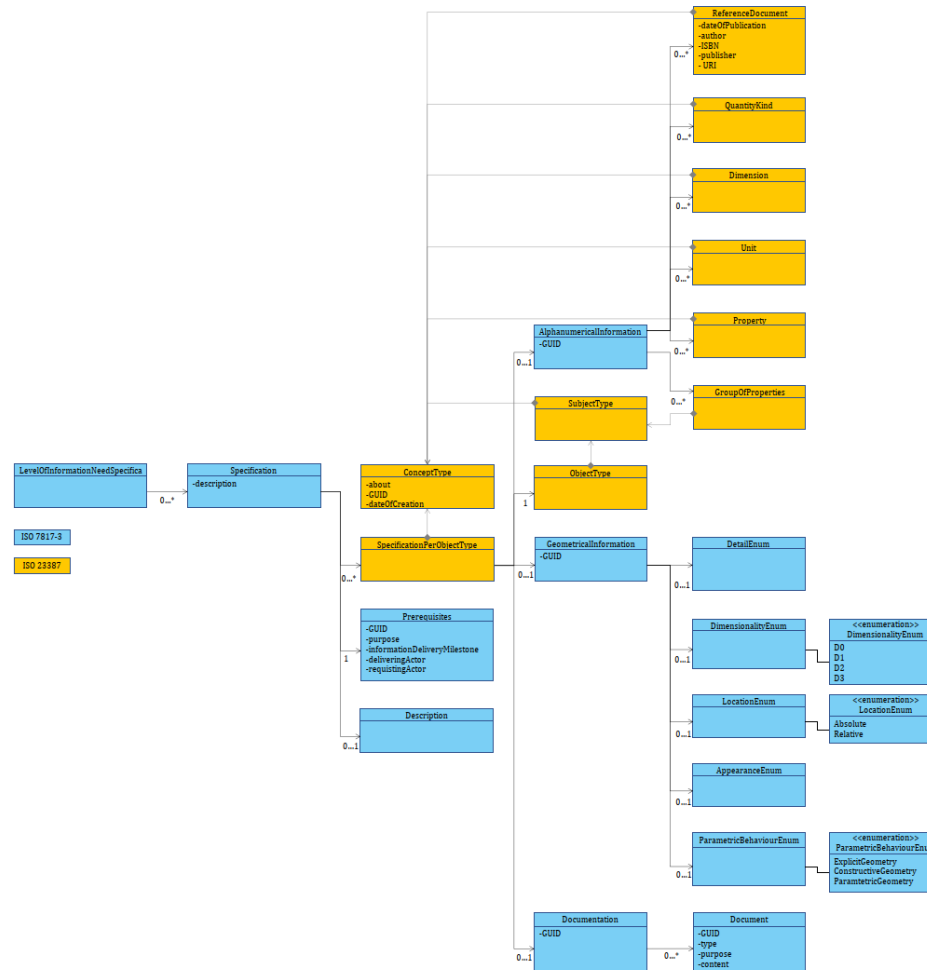 ReferenceDocument
-dateOfPublication
-author
-ISBN
-publisher
- URI
0...*
QuantityKind
0...*
Dimension
0...*
Unit
0...*
Property
0...*
AlphanumericalInformation
-GUID
0...1
GroupOfProperties
0...*
SubjectType
ObjectType
1
LevelOfInformationNeedSpecifica
0...*
Specification
-description
ConceptType
-about
-GUID
-dateOfCreation
ISO 7817-3
ISO 23387
SpecificationPerObjectType
0...*
GeometricalInformation
-GUID
0...1
DetailEnum
0...1
Prerequisites
-GUID
-purpose
-informationDeliveryMilestone
-deliveringActor
-requistingActor
1
DimensionalityEnum
0...1
<<enumeration>>
DimensionalityEnum
D0
D1
D2
D3
LocationEnum
0...1
<<enumeration>>
LocationEnum
Absolute
Relative
Description
0...1
AppearanceEnum
0...1
ParametricBehaviourEnum
0...1
<<enumeration>>
ParametricBehaviourEnu
ExplicitGeometry
ConstructiveGeometry
ParamtetricGeometry
Documentation
-GUID
0...1
Document
-GUID
-type
-purpose
-content
0...*